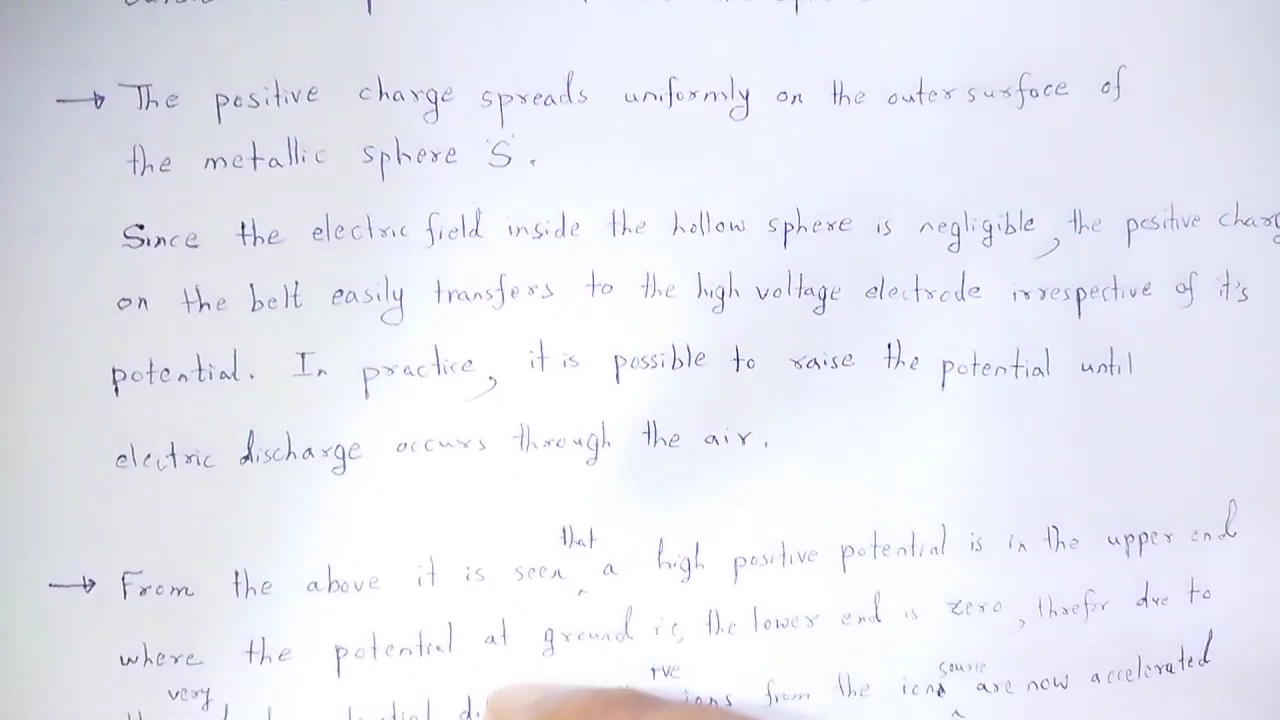 → The positive charge spreads uniformly on the outer surface of
the metallic sphere 'S'.
Since the electric field inside the hollow sphere is negligible, the positive charg
on the belt easily transfers to the high voltage electrode irrespective of it's
potential. In practice, it is possible to raise the potential until
electric discharge occurs through the air.
that
→ From the above it is seen ^ a high positive potential is in the upper end
where the potential at ground ie, the lower end is zero, threfor due to
very +ve source
ions from the ion ^ are now accelerated